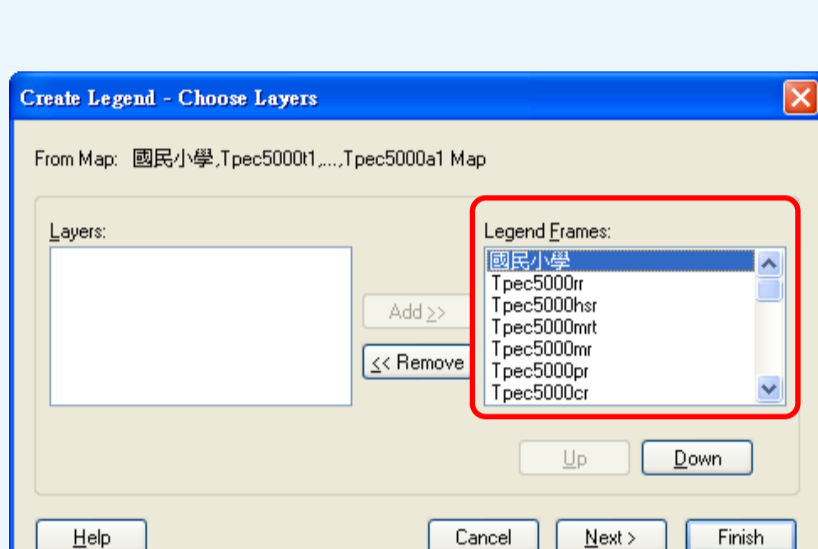 Create Legend - Choose Layers
From Map: 國民小學,Tpec5000t1,...,Tpec5000a1 Map
Layers:
Legend Frames:
國民小學
Tpec5000rr
Tpec5000hsr
Tpec5000mrt
Tpec5000mr
Tpec5000pr
Tpec5000cr
Add >>
<< Remove
Up
Down
Help
Cancel
Next >
Finish